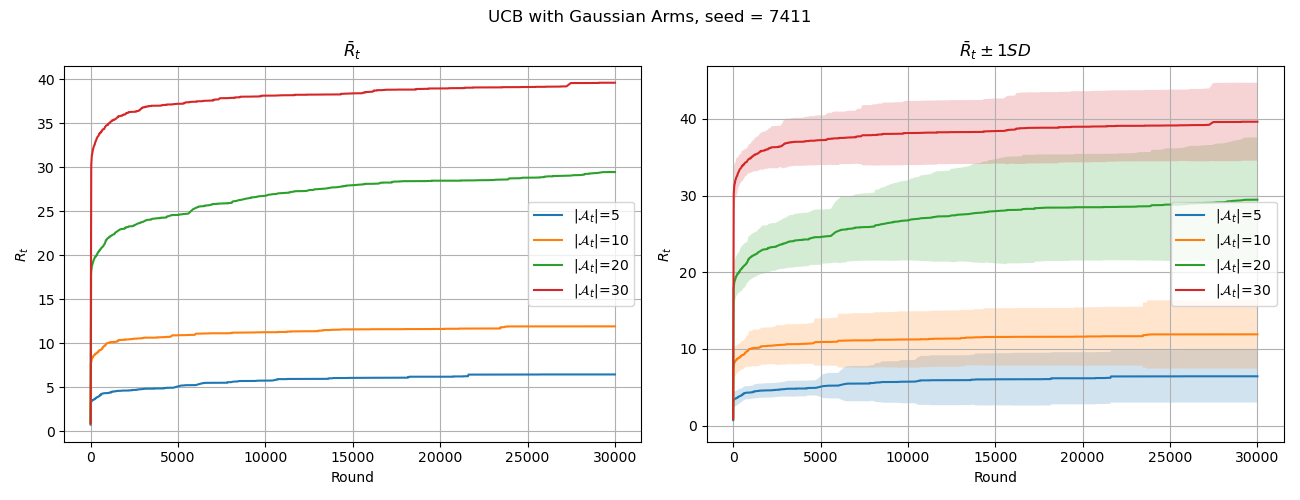 UCB with Gaussian Arms, seed = 7411
R̄ₜ
40
35
30
25
20
15
10
5
0
Rₜ
0 5000 10000 15000 20000 25000 30000
Round
|𝒜ₜ|=5
|𝒜ₜ|=10
|𝒜ₜ|=20
|𝒜ₜ|=30
R̄ₜ ± 1SD
40
30
20
10
0
Rₜ
0 5000 10000 15000 20000 25000 30000
Round
|𝒜ₜ|=5
|𝒜ₜ|=10
|𝒜ₜ|=20
|𝒜ₜ|=30